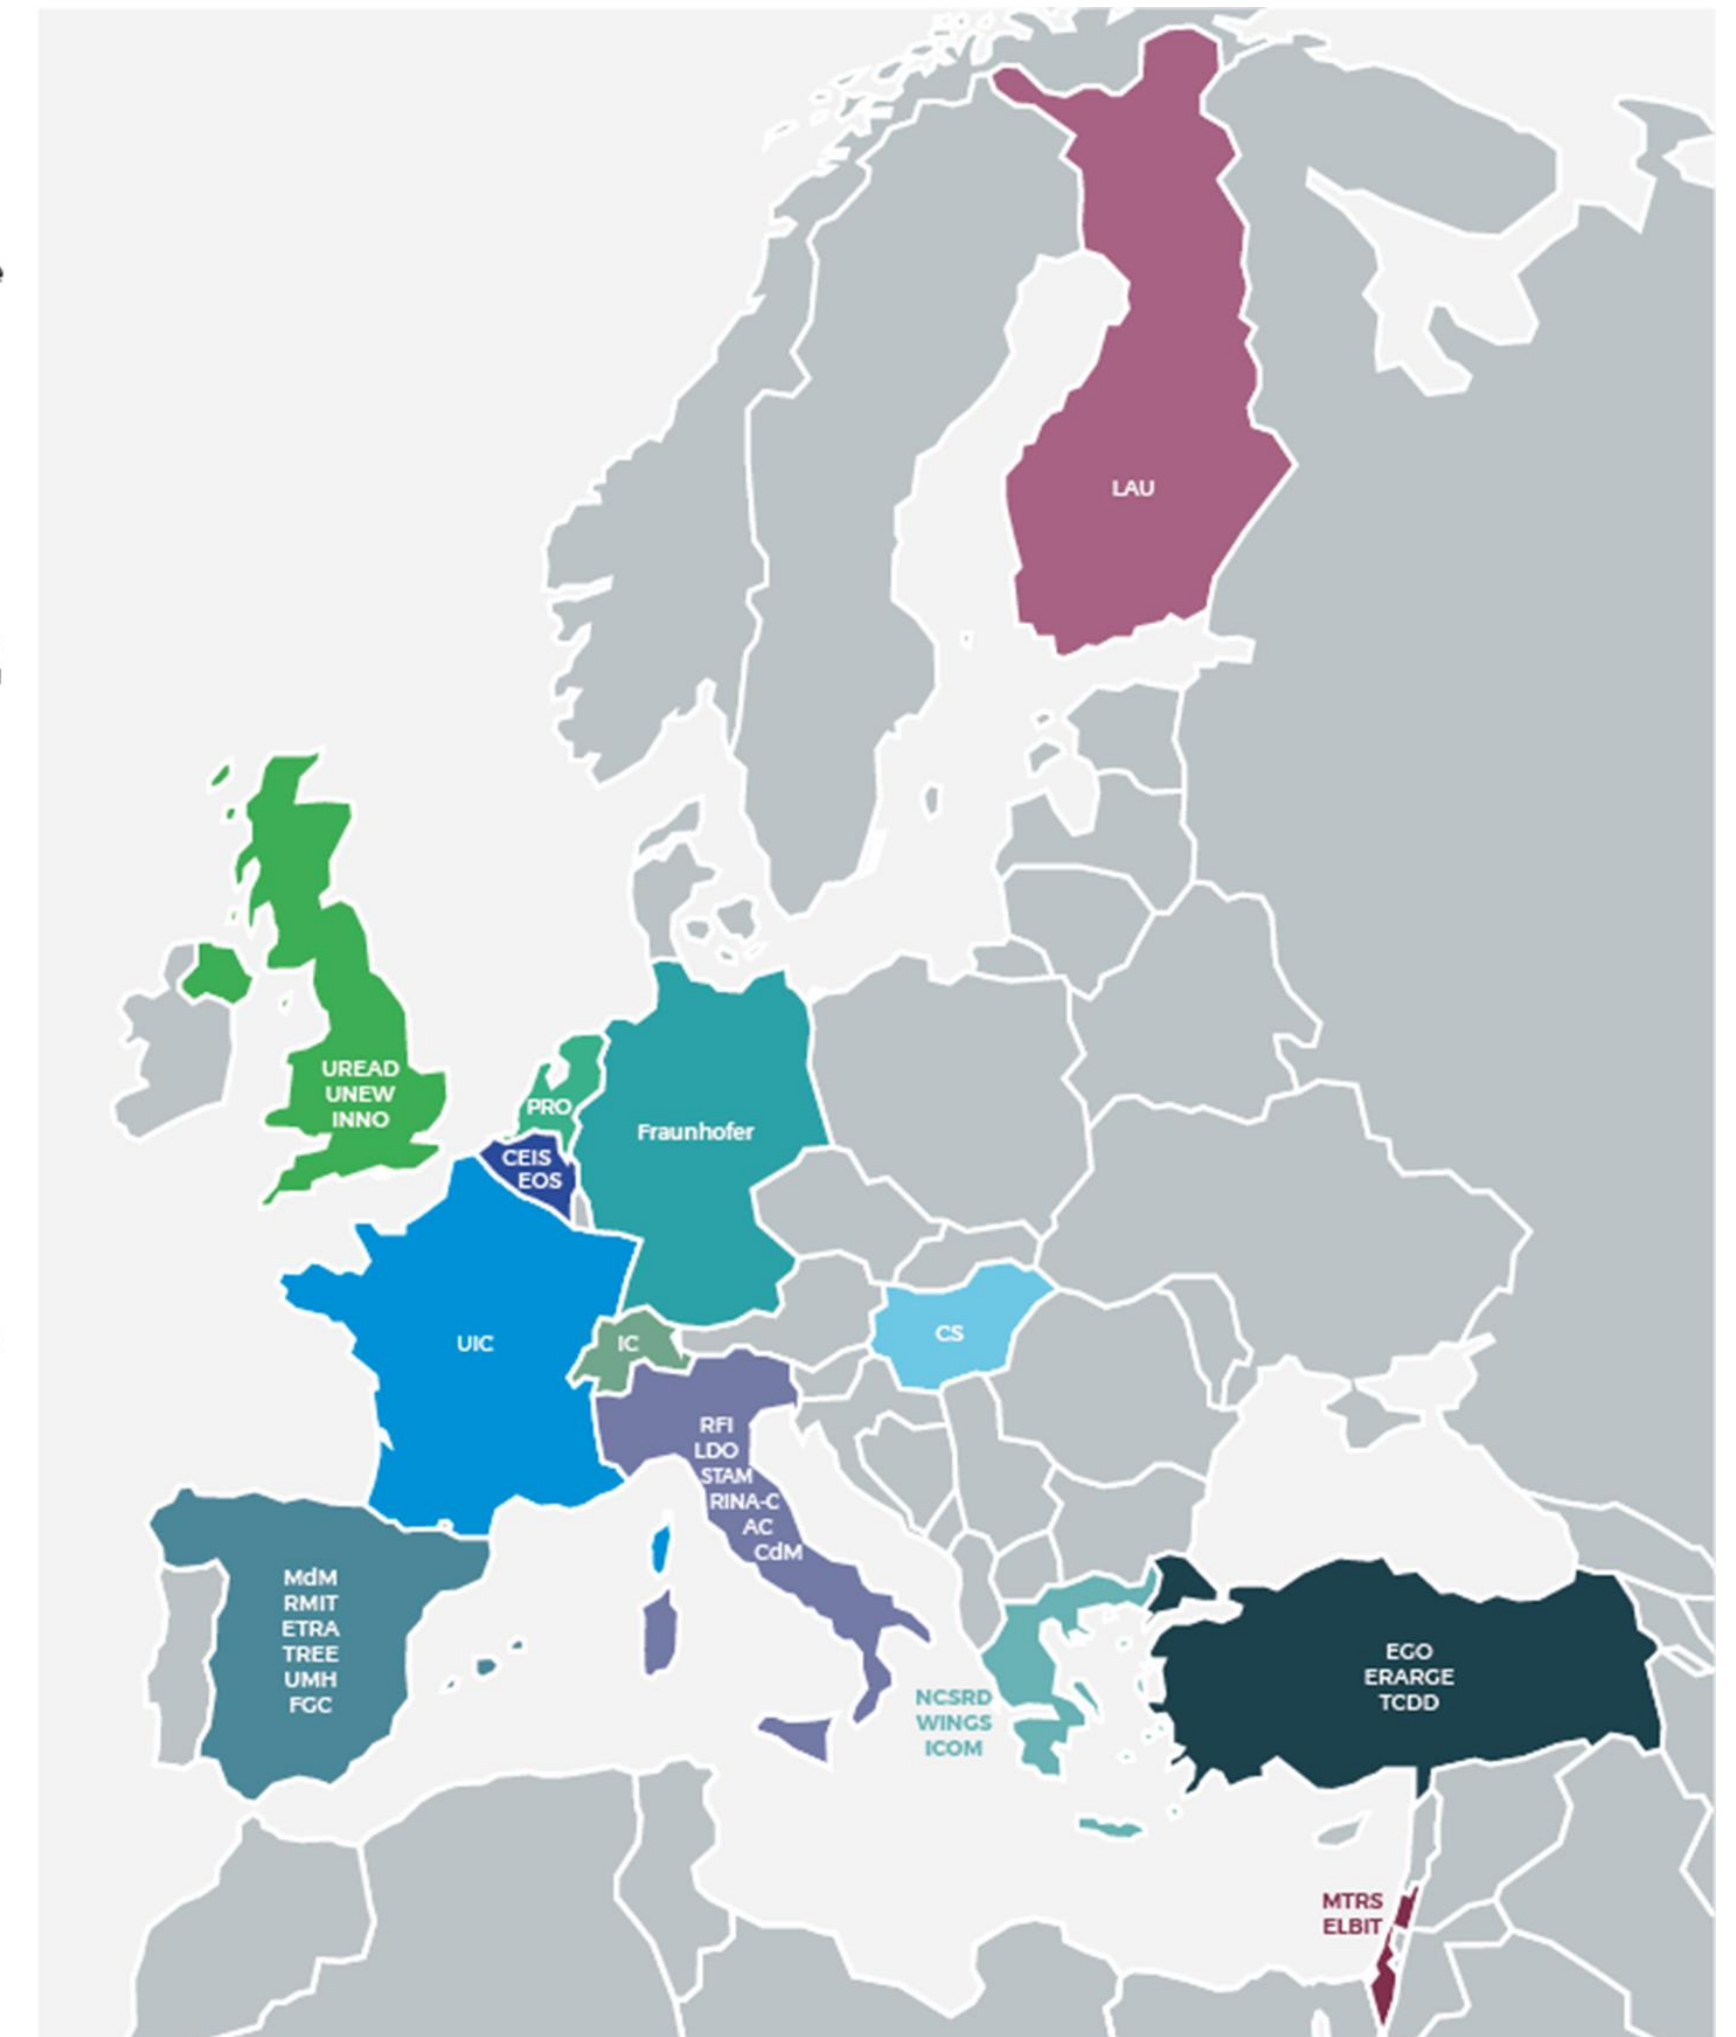 LAU
UREAD
UNEW
INNO
PRO
Fraunhofer
CEIS
EOS
UIC
IC
CS
RFI
LDO
STAM
RINA-C
AC
CdM
MdM
RMIT
ETRA
TREE
UMH
FGC
NCSRD
WINGS
ICOM
EGO
ERARGE
TCDD
MTRS
ELBIT